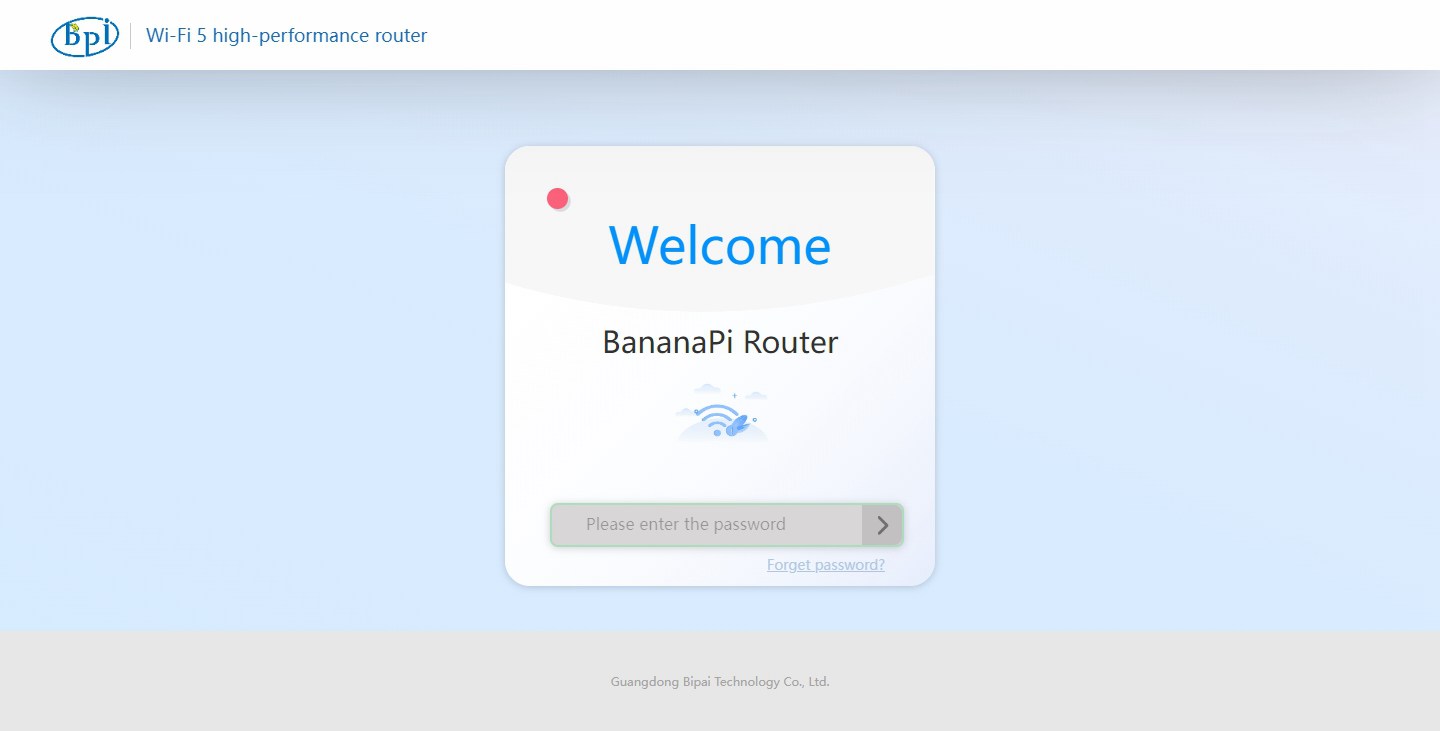 Bpi
Wi-Fi 5 high-performance router
Welcome
BananaPi Router
Please enter the password
Forget password?
Guangdong Bipai Technology Co., Ltd.